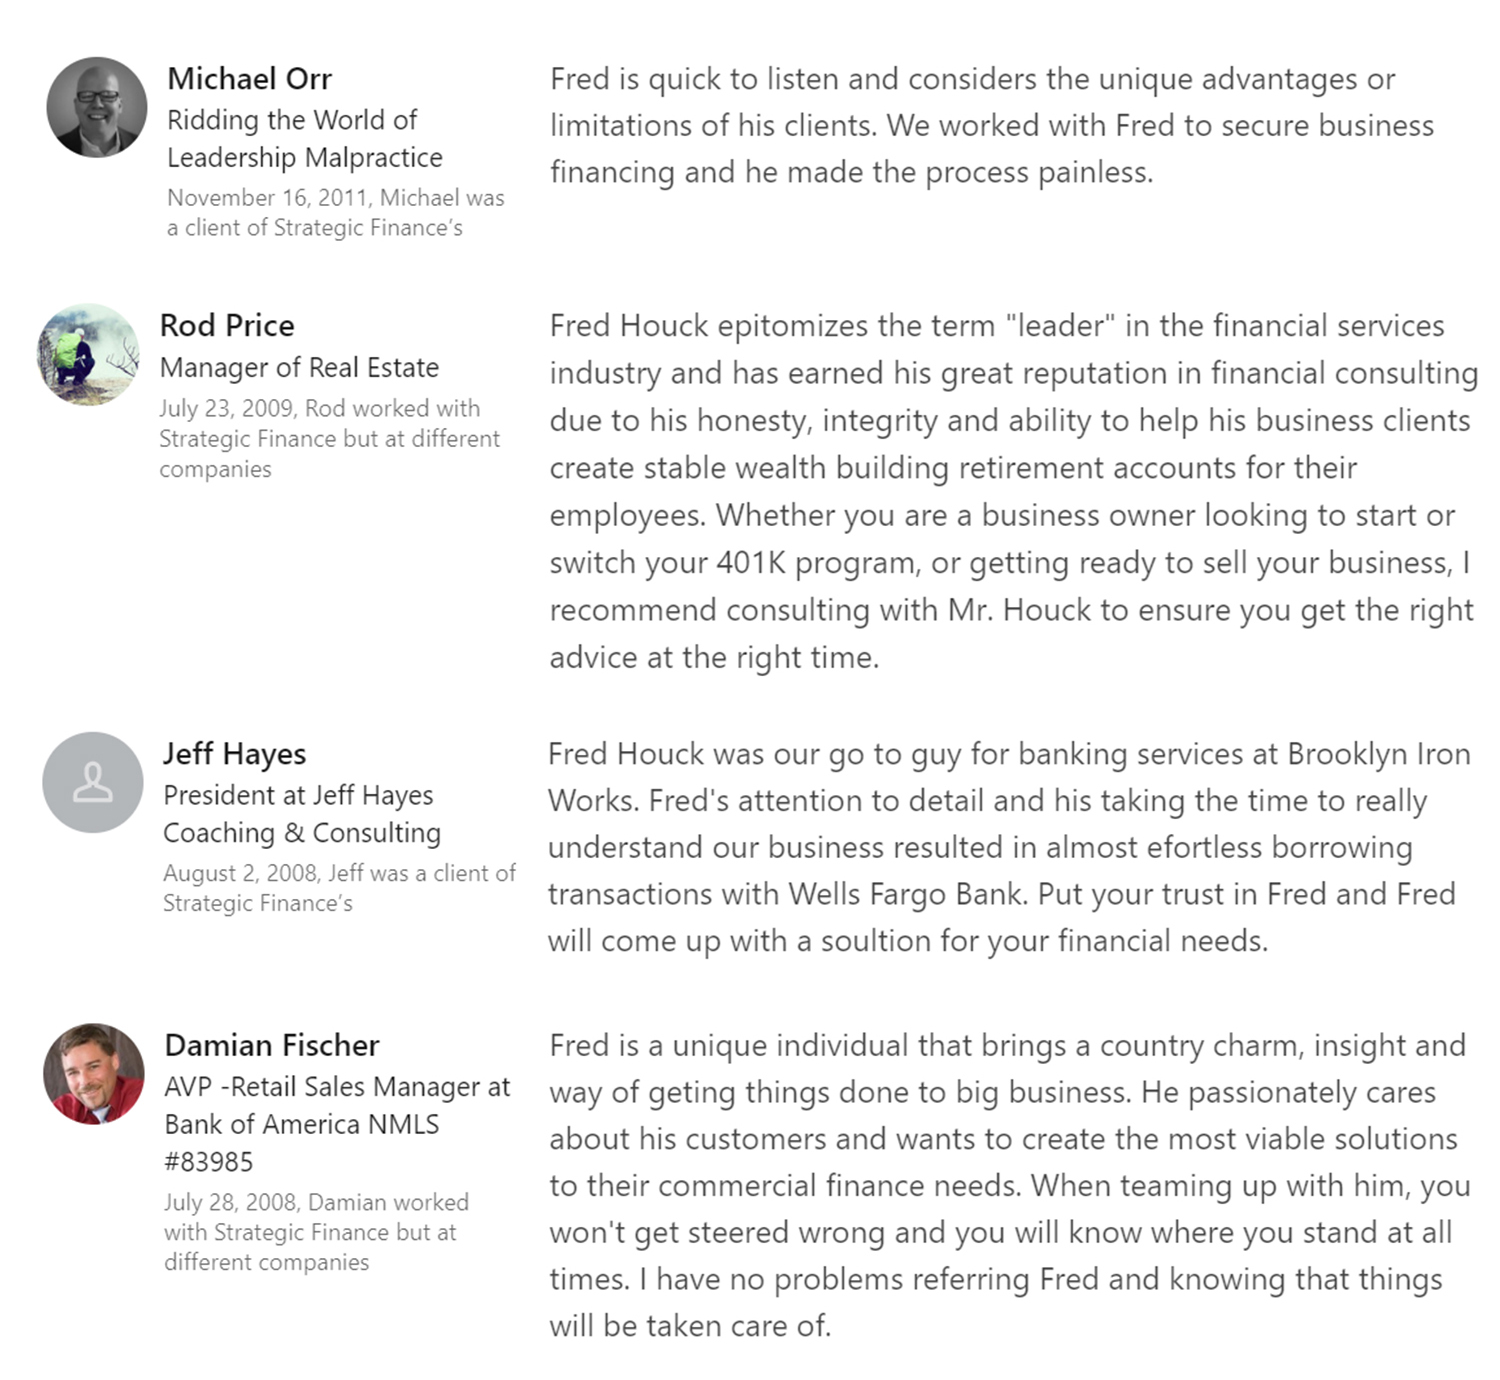 Michael Orr
Ridding the World of
Leadership Malpractice
November 16, 2011, Michael was
a client of Strategic Finance's
Fred is quick to listen and considers the unique advantages or
limitations of his clients. We worked with Fred to secure business
financing and he made the process painless.
Rod Price
Manager of Real Estate
July 23, 2009, Rod worked with
Strategic Finance but at different
companies
Fred Houck epitomizes the term "leader" in the financial services
industry and has earned his great reputation in financial consulting
due to his honesty, integrity and ability to help his business clients
create stable wealth building retirement accounts for their
employees. Whether you are a business owner looking to start or
switch your 401K program, or getting ready to sell your business, I
recommend consulting with Mr. Houck to ensure you get the right
advice at the right time.
Jeff Hayes
President at Jeff Hayes
Coaching & Consulting
August 2, 2008, Jeff was a client of
Strategic Finance's
Fred Houck was our go to guy for banking services at Brooklyn Iron
Works. Fred's attention to detail and his taking the time to really
understand our business resulted in almost efortless borrowing
transactions with Wells Fargo Bank. Put your trust in Fred and Fred
will come up with a soultion for your financial needs.
Damian Fischer
AVP -Retail Sales Manager at
Bank of America NMLS
#83985
July 28, 2008, Damian worked
with Strategic Finance but at
different companies
Fred is a unique individual that brings a country charm, insight and
way of geting things done to big business. He passionately cares
about his customers and wants to create the most viable solutions
to their commercial finance needs. When teaming up with him, you
won't get steered wrong and you will know where you stand at all
times. I have no problems referring Fred and knowing that things
will be taken care of.